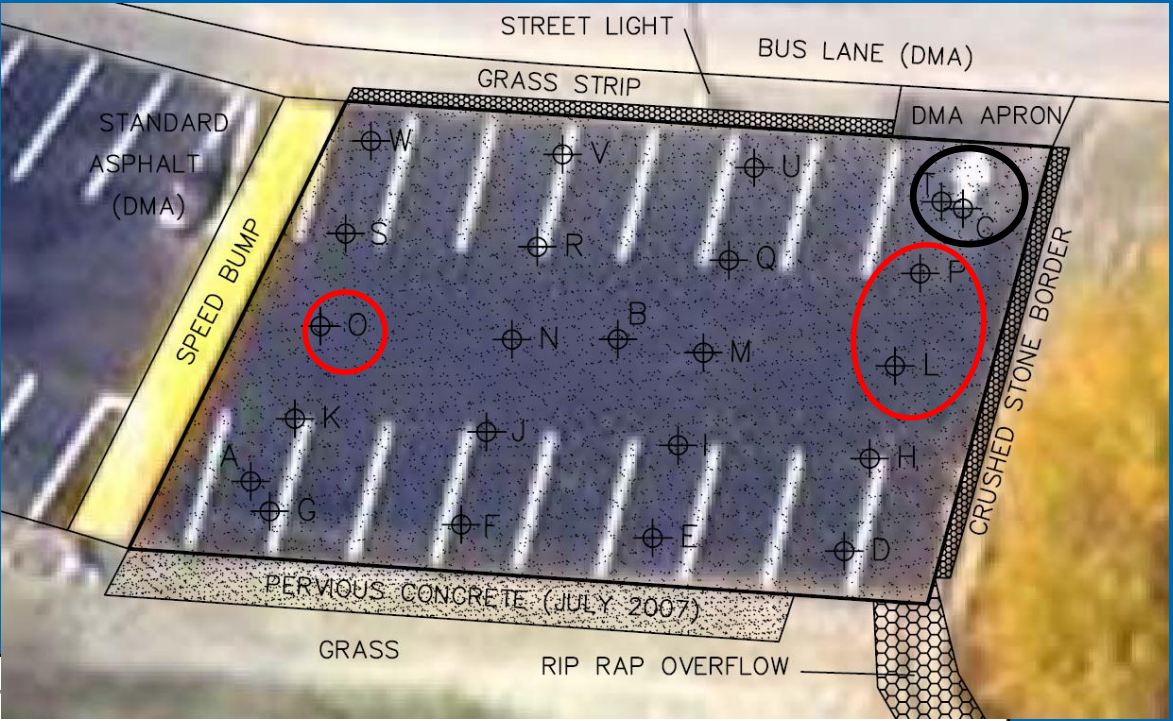 STREET LIGHT
BUS LANE (DMA)
GRASS STRIP
DMA APRON
STANDARD
ASPHALT
(DMA)
W
V
U
T
C
S
R
Q
P
SPEED BUMP
O
N
B
M
L
CRUSHED STONE BORDER
K
J
I
H
A
G
F
E
D
PERVIOUS CONCRETE (JULY 2007)
GRASS
RIP RAP OVERFLOW